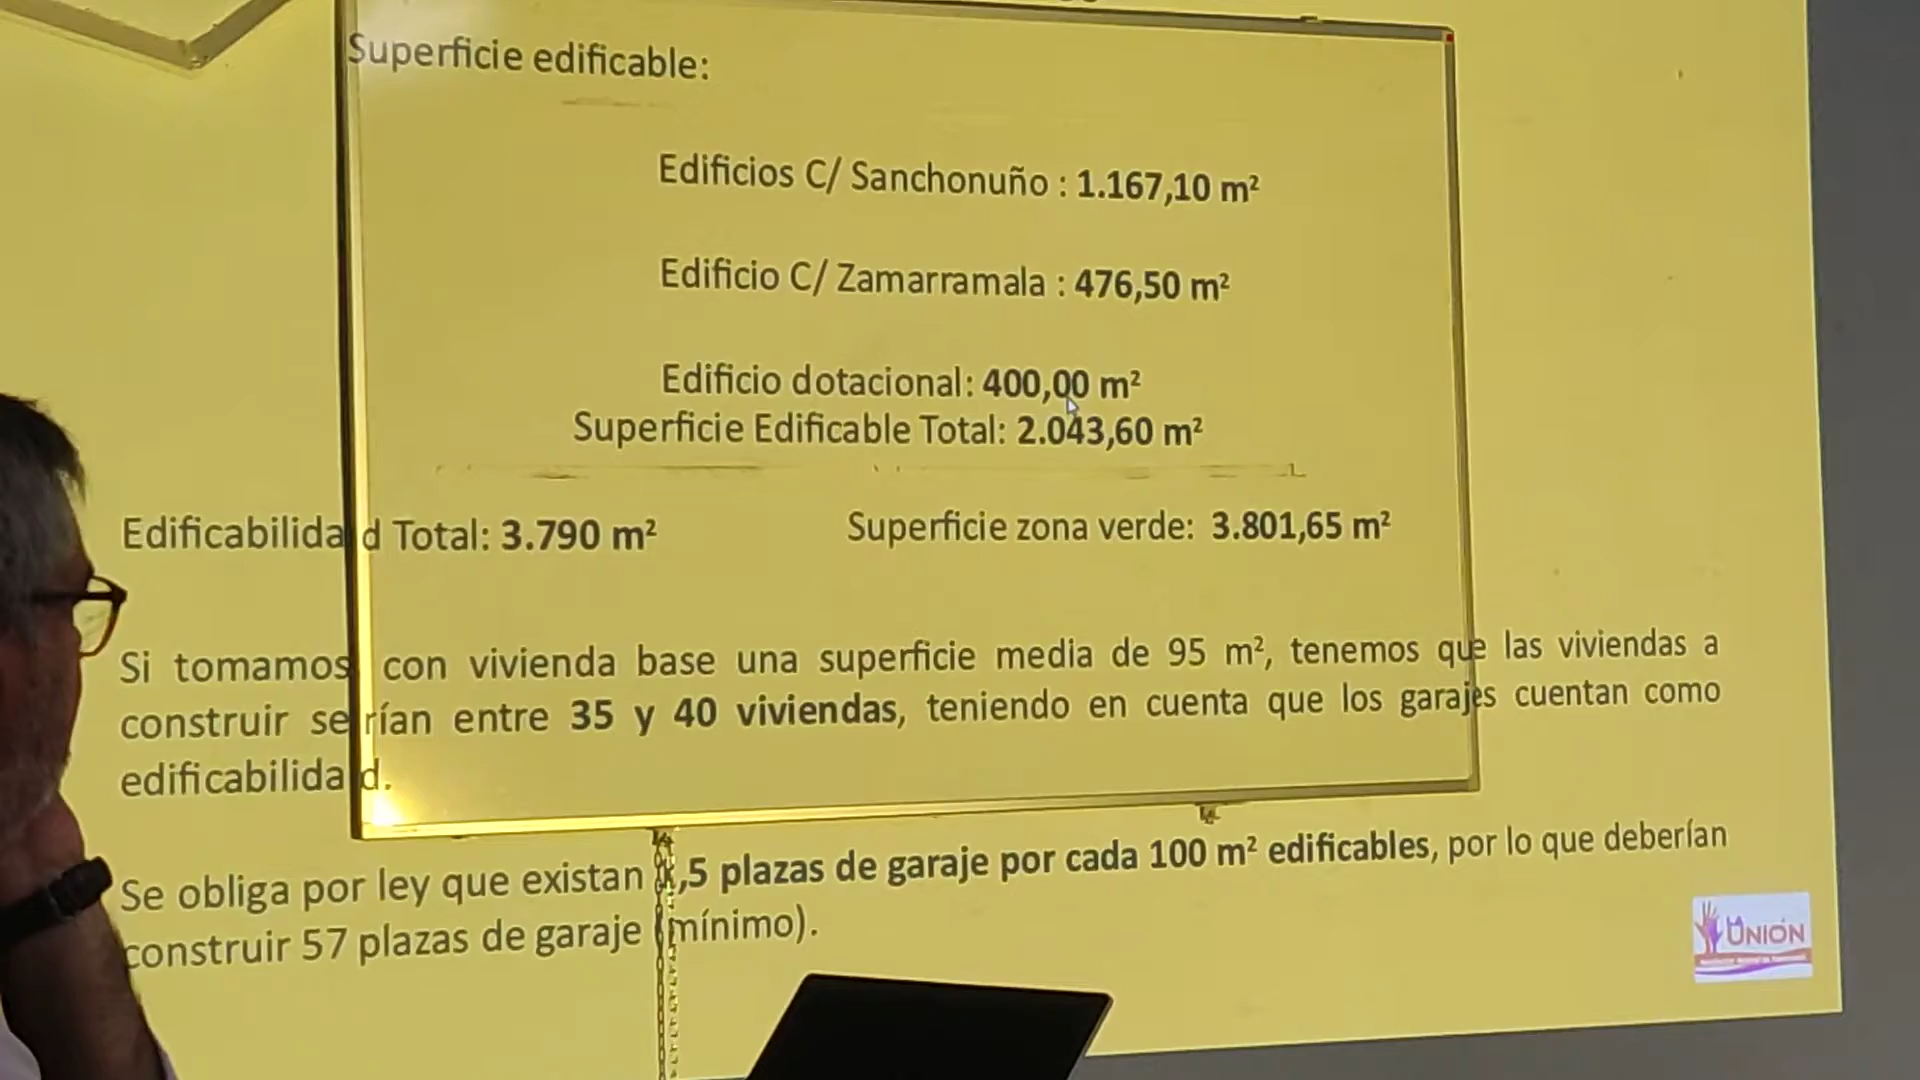 Superficie edificable:
Edificios C/ Sanchonuño : 1.167,10 m²
Edificio C/ Zamarramala : 476,50 m²
Edificio dotacional: 400,00 m²
Superficie Edificable Total: 2.043,60 m²
Edificabilidad Total: 3.790 m²
Superficie zona verde: 3.801,65 m²
Si tomamos con vivienda base una superficie media de 95 m², tenemos que las viviendas a
construir serían entre 35 y 40 viviendas, teniendo en cuenta que los garajes cuentan como
edificabilidad.
Se obliga por ley que existan 1,5 plazas de garaje por cada 100 m² edificables, por lo que deberían
construir 57 plazas de garaje (mínimo).
UNIÓN